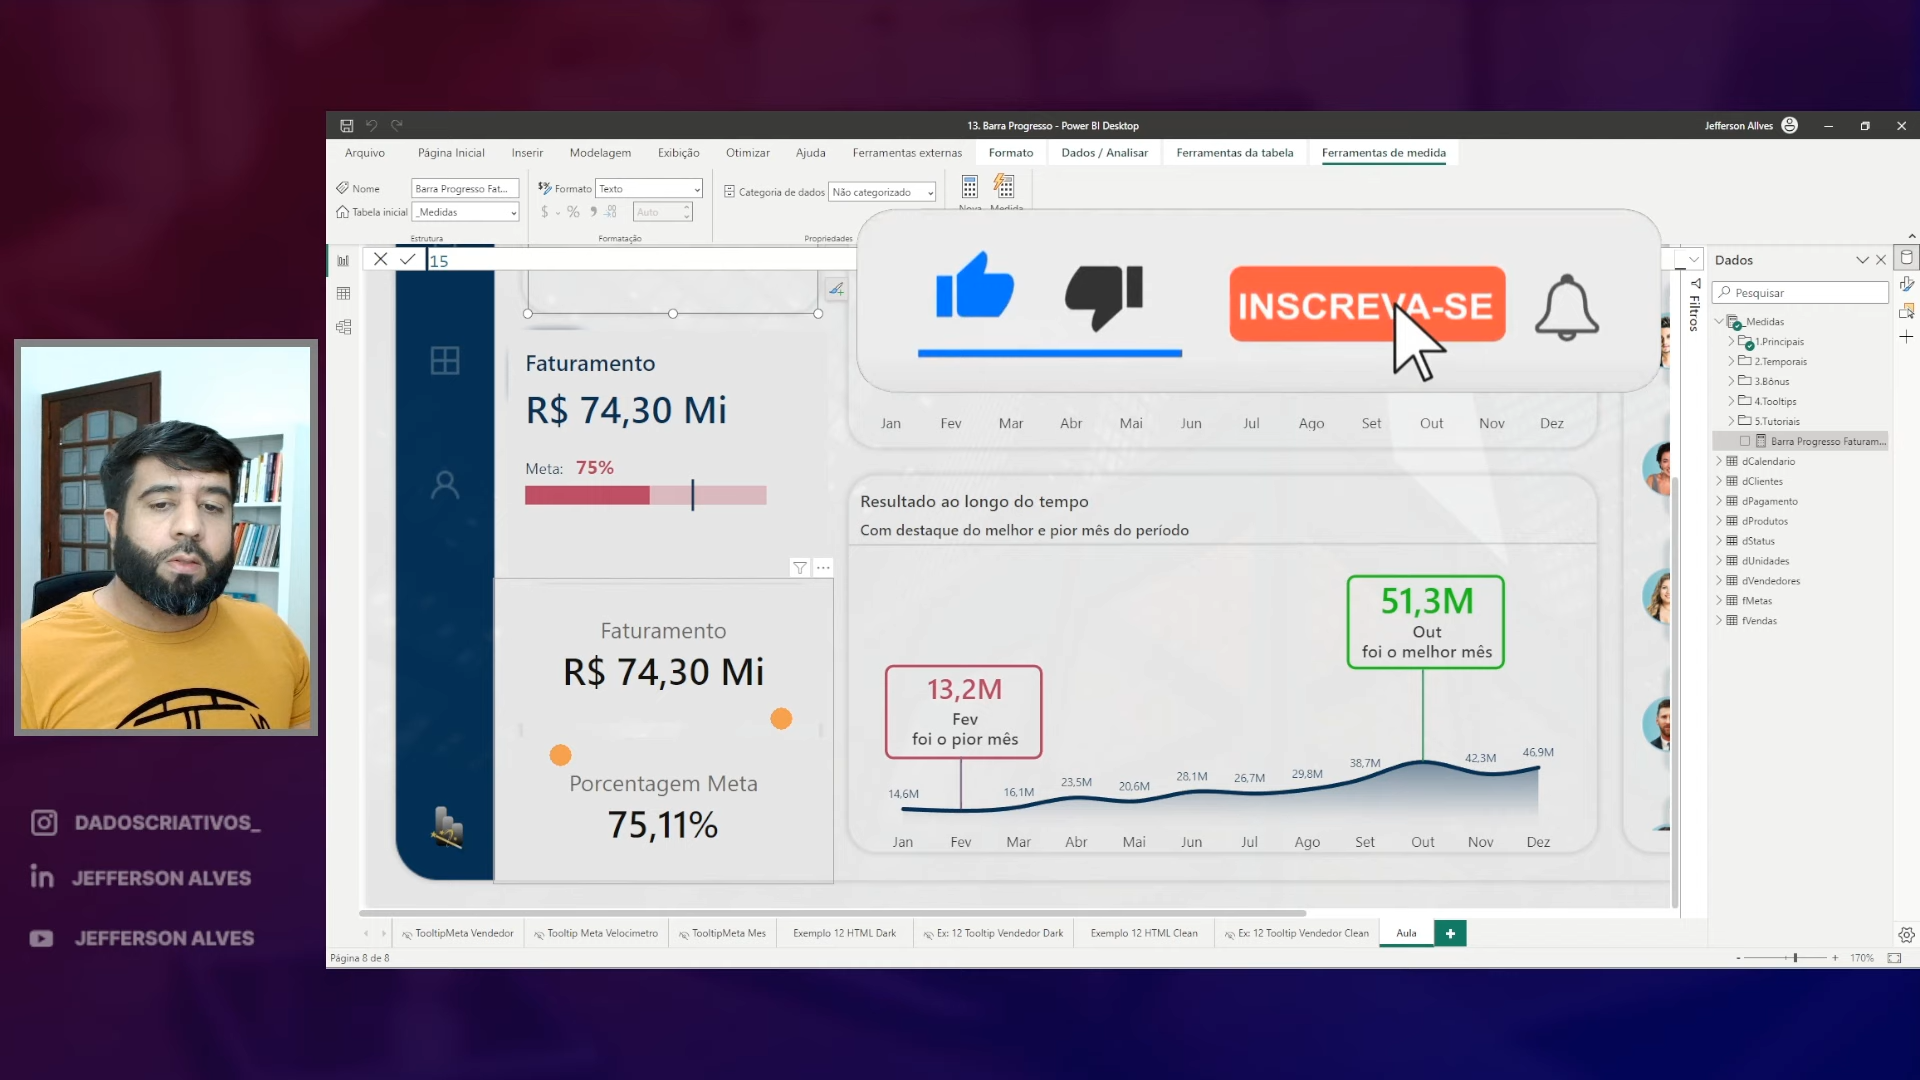 13. Barra Progresso - Power BI Desktop
Jefferson Allves
Arquivo
Página Inicial
Inserir
Modelagem
Exibição
Otimizar
Ajuda
Ferramentas externas
Formato
Dados / Analisar
Ferramentas da tabela
Ferramentas de medida
Nome
Barra Progresso Fat...
Tabela inicial
_Medidas
Estrutura
Formato
Texto
$ % Auto
Formatação
Categoria de dados
Não categorizado
Propriedades
Nova
Medida
15
INSCREVA-SE
Faturamento
R$ 74,30 Mi
Meta: 75%
Faturamento
R$ 74,30 Mi
Porcentagem Meta
75,11%
Jan Fev Mar Abr Mai Jun Jul Ago Set Out Nov Dez
Resultado ao longo do tempo
Com destaque do melhor e pior mês do período
13,2M
Fev
foi o pior mês
51,3M
Out
foi o melhor mês
14,6M 16,1M 23,5M 20,6M 28,1M 26,7M 29,8M 38,7M 42,3M 46,9M
Jan Fev Mar Abr Mai Jun Jul Ago Set Out Nov Dez
Filtros
Dados
Pesquisar
_Medidas
1.Principais
2.Temporais
3.Bônus
4.Tooltips
5.Tutoriais
Barra Progresso Faturam...
dCalendario
dClientes
dPagamento
dProdutos
dStatus
dUnidades
dVendedores
fMetas
fVendas
TooltipMeta Vendedor
Tooltip Meta Velocimetro
TooltipMeta Mes
Exemplo 12 HTML Dark
Ex: 12 Tooltip Vendedor Dark
Exemplo 12 HTML Clean
Ex: 12 Tooltip Vendedor Clean
Aula
+
Página 8 de 8
- + 170%
DADOSCRIATIVOS_
in JEFFERSON ALVES
JEFFERSON ALVES